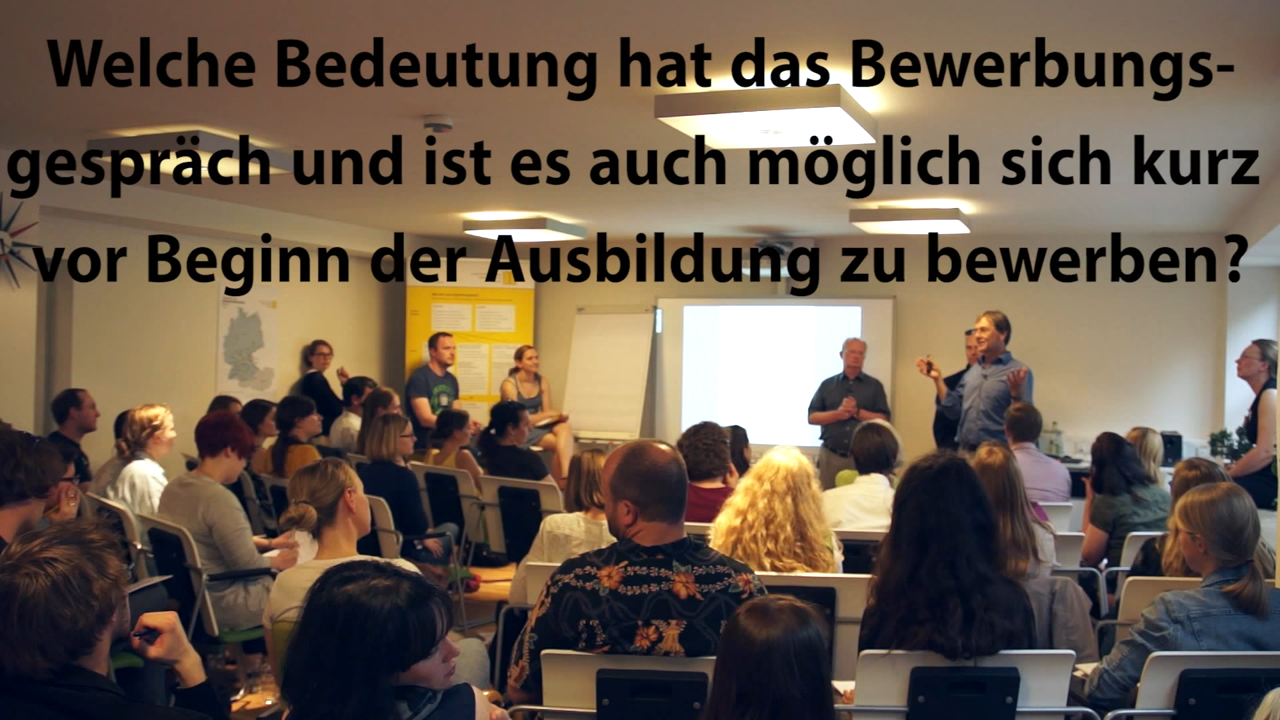 Welche Bedeutung hat das Bewerbungs-
gespräch und ist es auch möglich sich kurz
vor Beginn der Ausbildung zu bewerben?